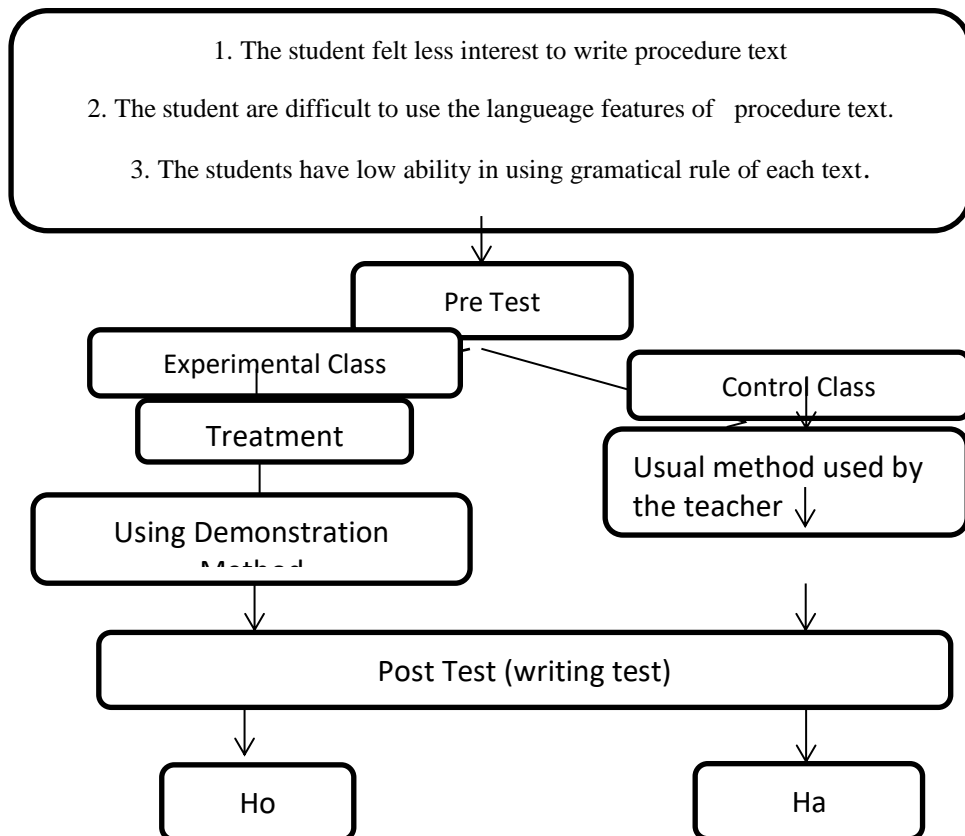 1. The student felt less interest to write procedure text
2. The student are difficult to use the langueage features of procedure text.
3. The students have low ability in using gramatical rule of each text.
Pre Test
Experimental Class
Control Class
Treatment
Usual method used by
the teacher
Using Demonstration
Method
Post Test (writing test)
Ho
Ha